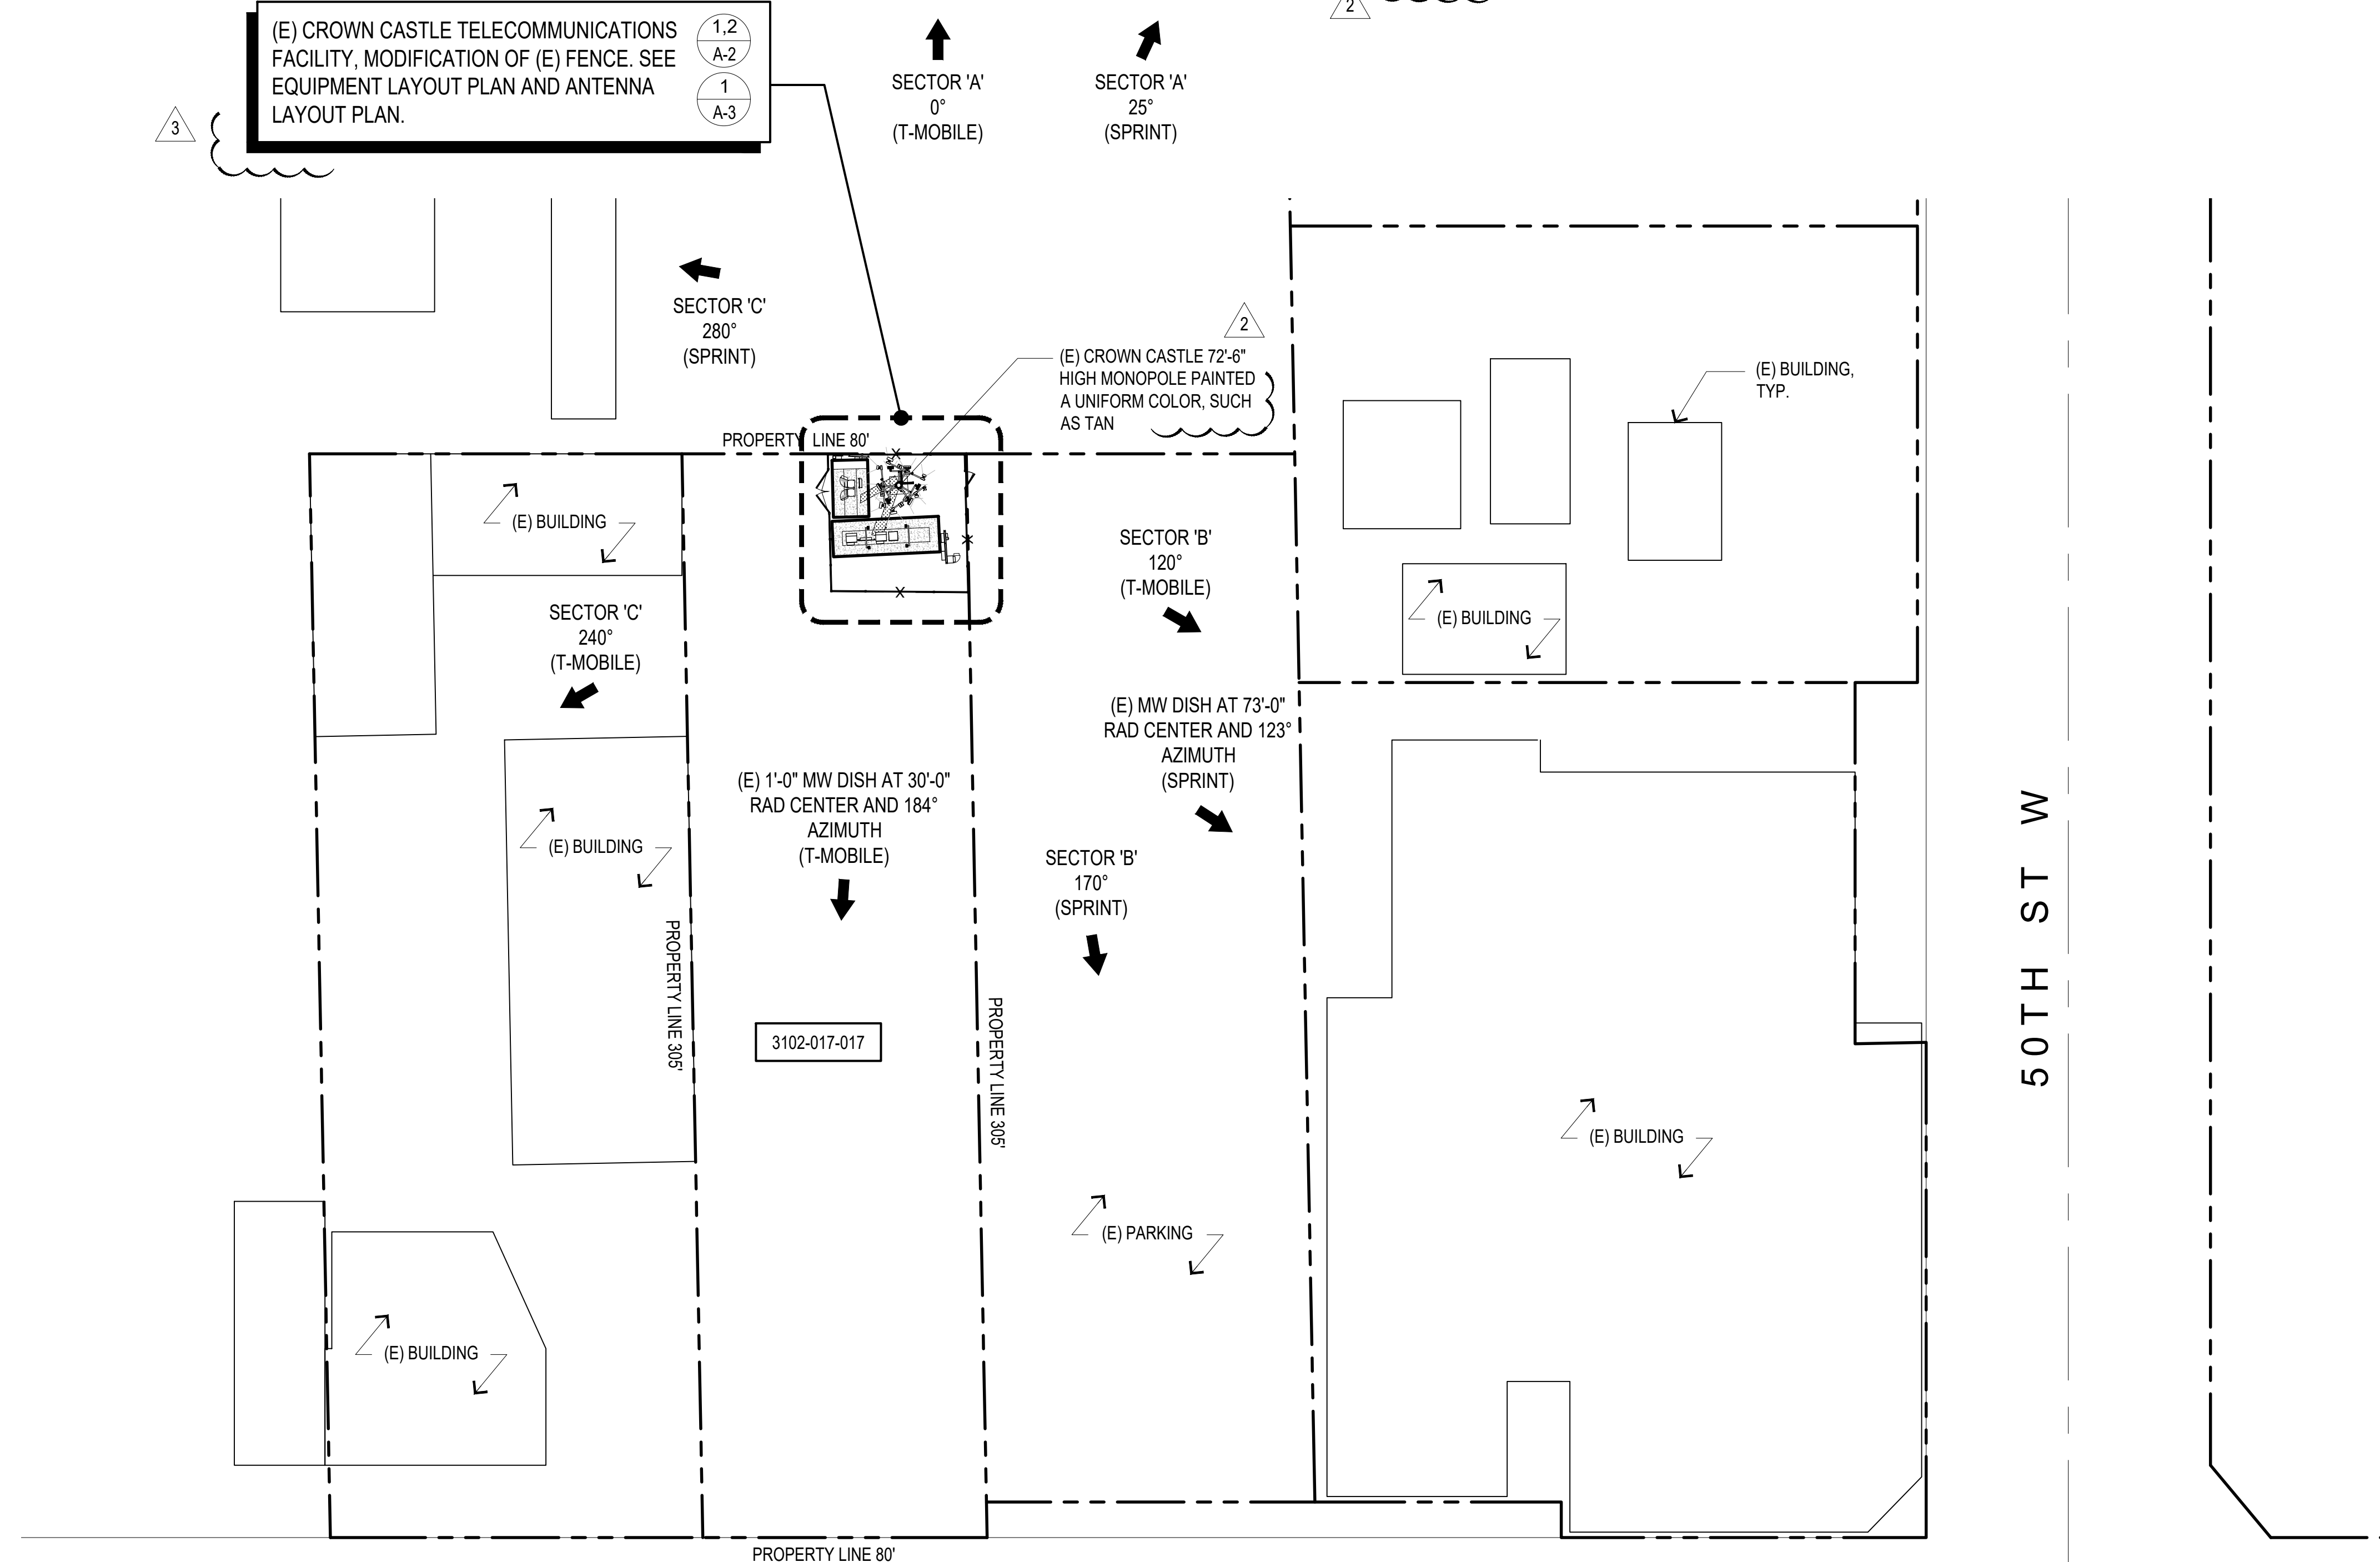 (E) CROWN CASTLE TELECOMMUNICATIONS
FACILITY, MODIFICATION OF (E) FENCE. SEE
EQUIPMENT LAYOUT PLAN AND ANTENNA
LAYOUT PLAN.
1,2
A-2
1
A-3
3
2
SECTOR 'A'
0°
(T-MOBILE)
SECTOR 'A'
25°
(SPRINT)
SECTOR 'C'
280°
(SPRINT)
2
(E) CROWN CASTLE 72'-6"
HIGH MONOPOLE PAINTED
A UNIFORM COLOR, SUCH
AS TAN
(E) BUILDING,
TYP.
PROPERTY LINE 80'
(E) BUILDING
SECTOR 'B'
120°
(T-MOBILE)
(E) BUILDING
SECTOR 'C'
240°
(T-MOBILE)
(E) MW DISH AT 73'-0"
RAD CENTER AND 123°
AZIMUTH
(SPRINT)
(E) 1'-0" MW DISH AT 30'-0"
RAD CENTER AND 184°
AZIMUTH
(T-MOBILE)
(E) BUILDING
SECTOR 'B'
170°
(SPRINT)
PROPERTY LINE 305'
PROPERTY LINE 305'
3102-017-017
50TH ST W
(E) BUILDING
(E) PARKING
(E) BUILDING
PROPERTY LINE 80'